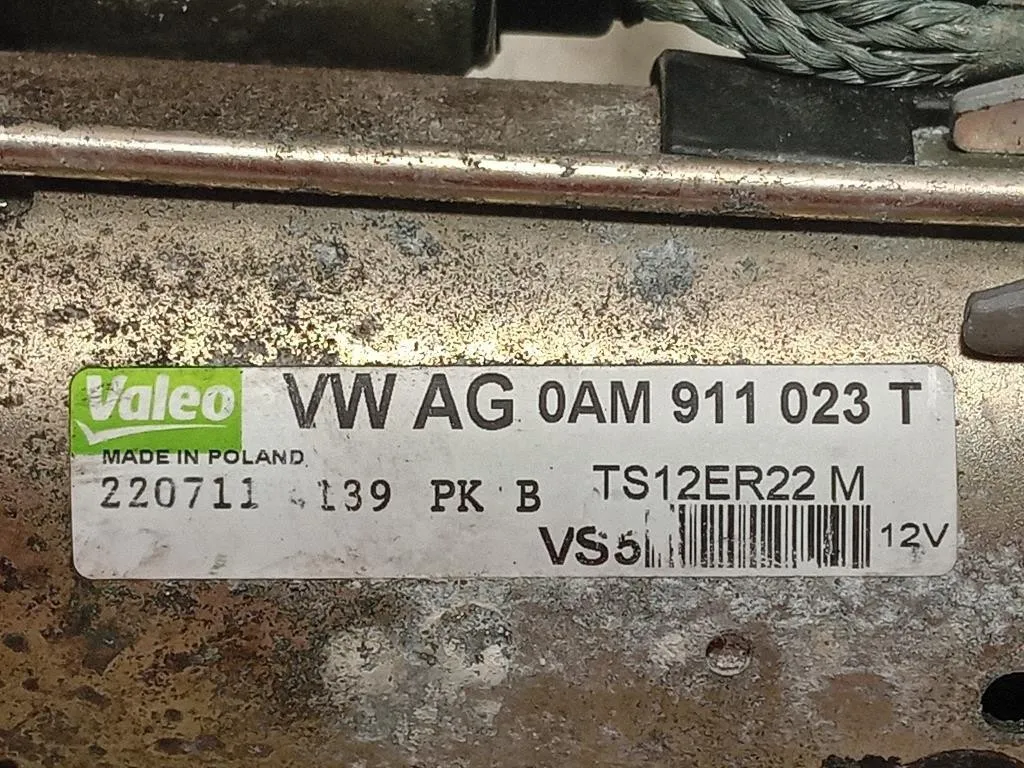 Valeo VW AG 0AM 911 023 T
MADE IN POLAND
220711 139 PK B TS12ER22 M
VS5 12V